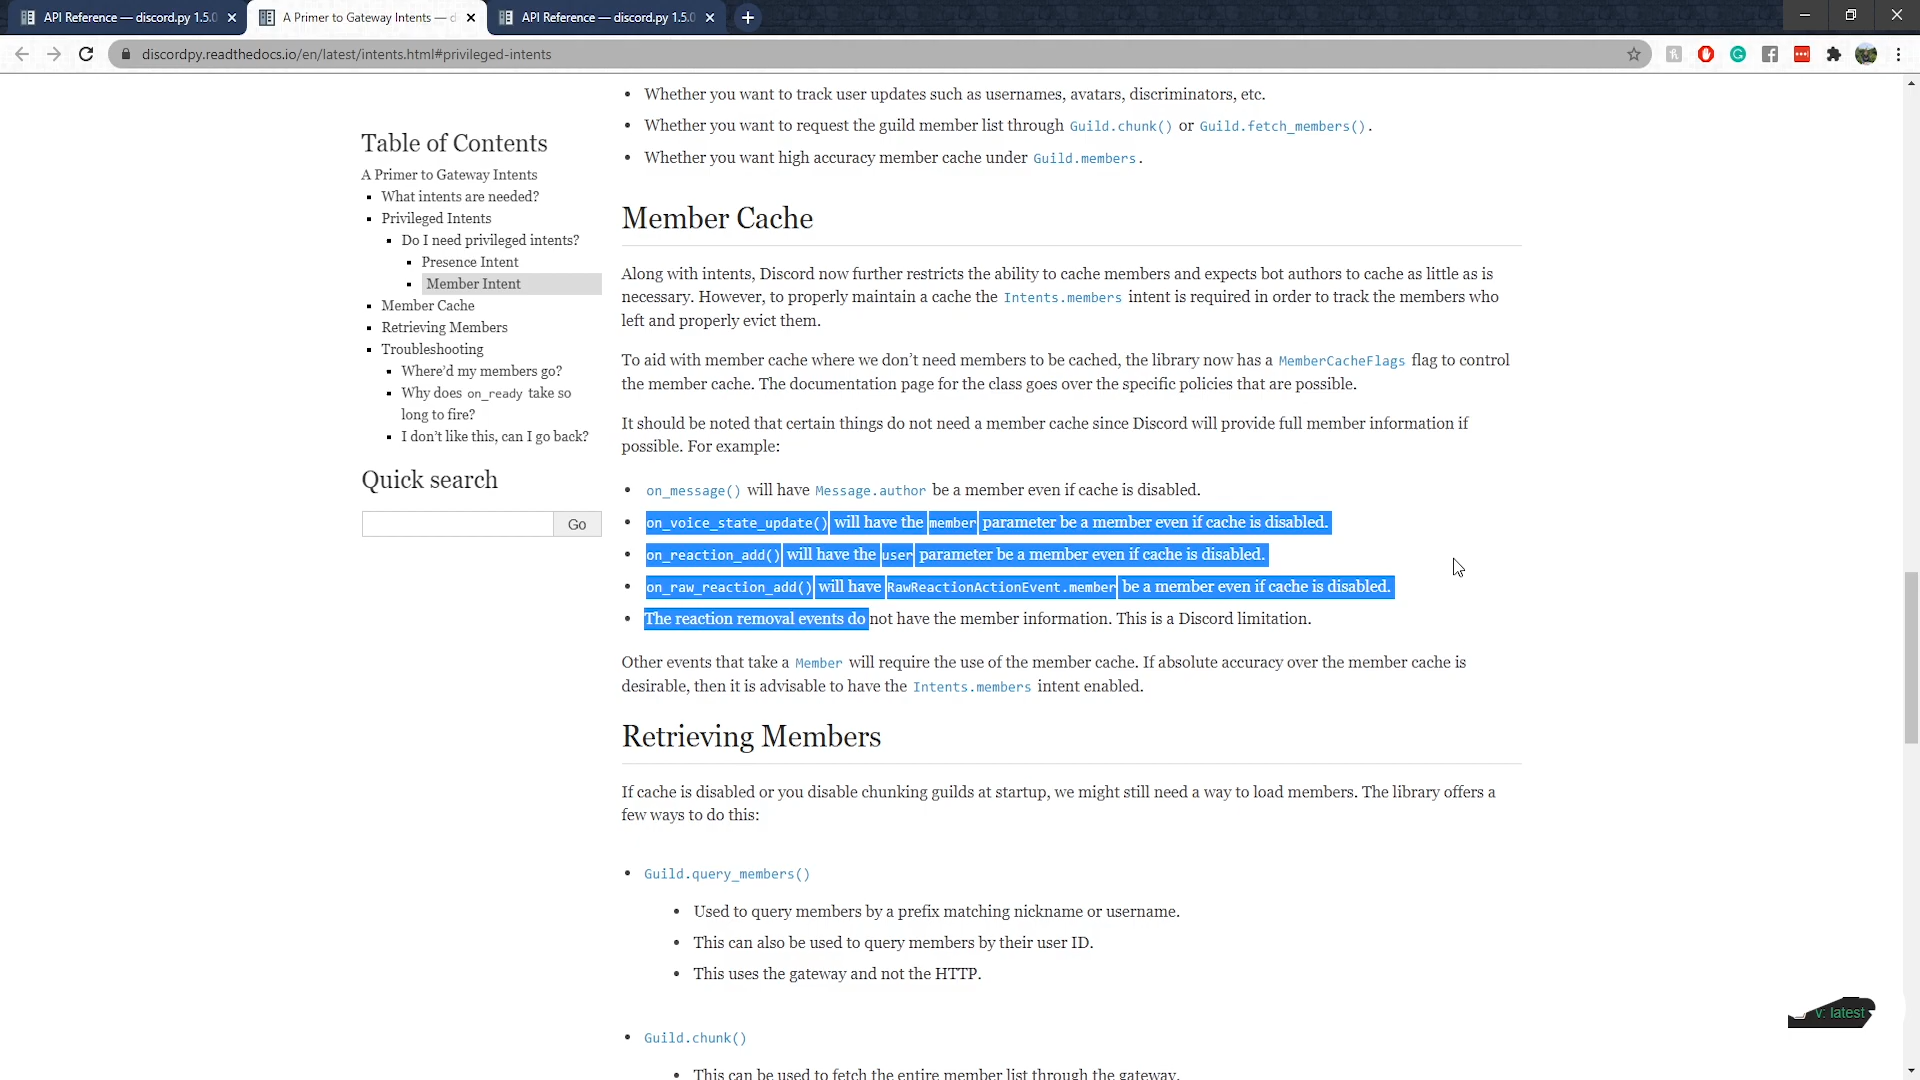 API Reference — discord.py 1.5.0
A Primer to Gateway Intents — d
API Reference — discord.py 1.5.0
discordpy.readthedocs.io/en/latest/intents.html#privileged-intents
Table of Contents
A Primer to Gateway Intents
What intents are needed?
Privileged Intents
Do I need privileged intents?
Presence Intent
Member Intent
Member Cache
Retrieving Members
Troubleshooting
Where’d my members go?
Why does on_ready take so
long to fire?
I don’t like this, can I go back?
Quick search
Go
Whether you want to track user updates such as usernames, avatars, discriminators, etc.
Whether you want to request the guild member list through Guild.chunk() or Guild.fetch_members().
Whether you want high accuracy member cache under Guild.members.
Member Cache
Along with intents, Discord now further restricts the ability to cache members and expects bot authors to cache as little as is
necessary. However, to properly maintain a cache the Intents.members intent is required in order to track the members who
left and properly evict them.
To aid with member cache where we don’t need members to be cached, the library now has a MemberCacheFlags flag to control
the member cache. The documentation page for the class goes over the specific policies that are possible.
It should be noted that certain things do not need a member cache since Discord will provide full member information if
possible. For example:
on_message() will have Message.author be a member even if cache is disabled.
on_voice_state_update() will have the member parameter be a member even if cache is disabled.
on_reaction_add() will have the user parameter be a member even if cache is disabled.
on_raw_reaction_add() will have RawReactionActionEvent.member be a member even if cache is disabled.
The reaction removal events do not have the member information. This is a Discord limitation.
Other events that take a Member will require the use of the member cache. If absolute accuracy over the member cache is
desirable, then it is advisable to have the Intents.members intent enabled.
Retrieving Members
If cache is disabled or you disable chunking guilds at startup, we might still need a way to load members. The library offers a
few ways to do this:
Guild.query_members()
Used to query members by a prefix matching nickname or username.
This can also be used to query members by their user ID.
This uses the gateway and not the HTTP.
Guild.chunk()
This can be used to fetch the entire member list through the gateway.
v: latest